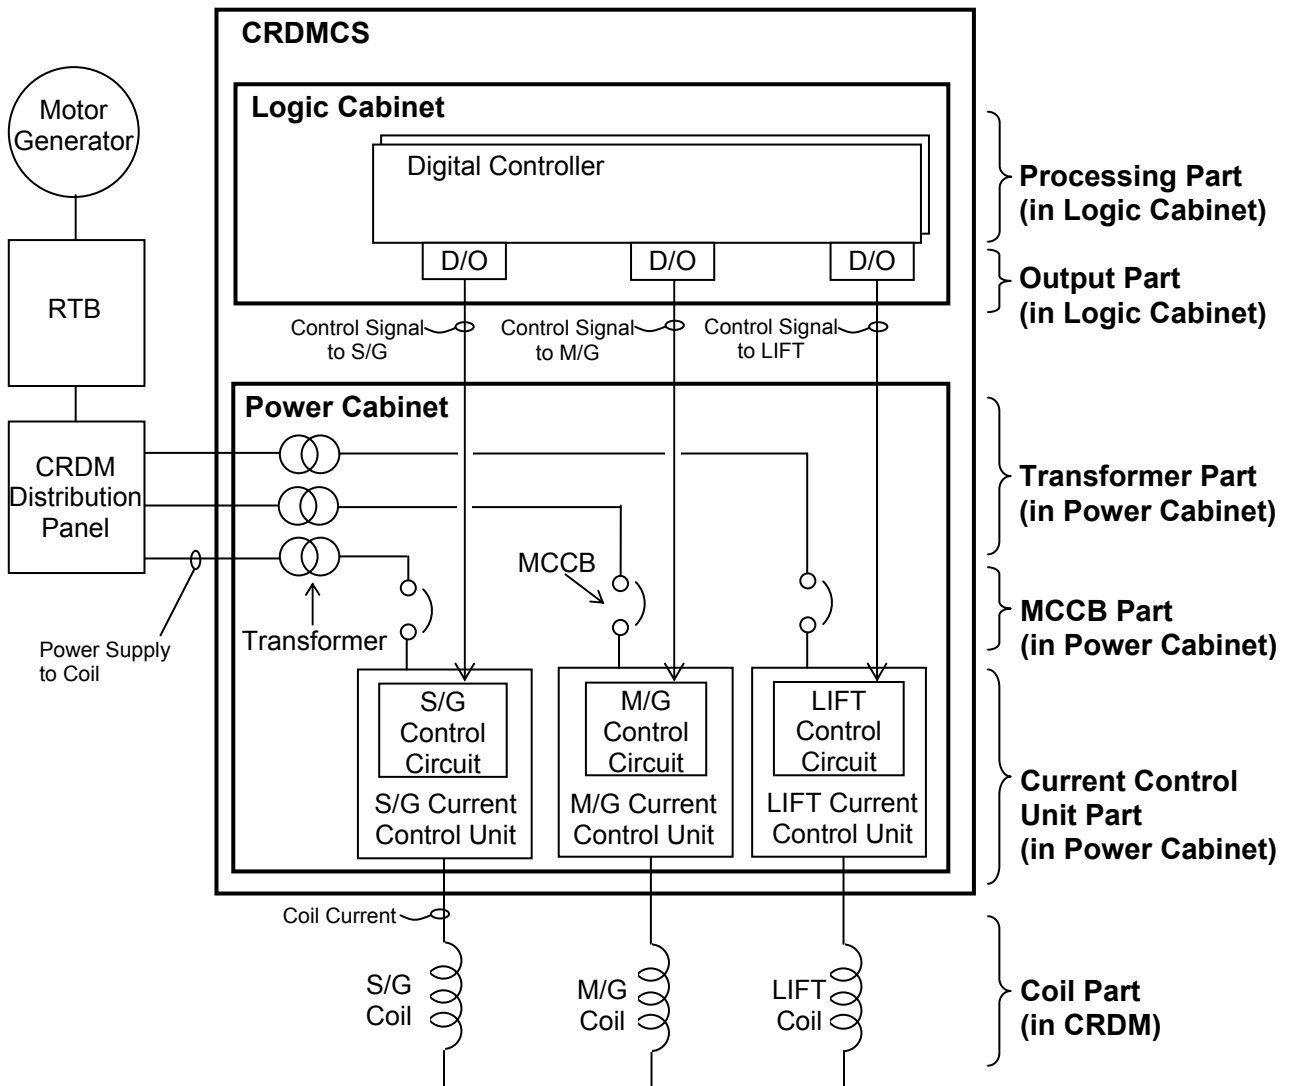 CRDMCS
Logic Cabinet
Motor
Generator
Digital Controller
Processing Part
(in Logic Cabinet)
D/O
D/O
D/O
RTB
Output Part
(in Logic Cabinet)
Control Signal
to S/G
Control Signal
to M/G
Control Signal
to LIFT
Power Cabinet
CRDM
Distribution
Panel
Transformer Part
(in Power Cabinet)
MCCB
Transformer
Power Supply
to Coil
MCCB Part
(in Power Cabinet)
S/G
Control
Circuit
M/G
Control
Circuit
LIFT
Control
Circuit
S/G Current
Control Unit
M/G Current
Control Unit
LIFT Current
Control Unit
Current Control
Unit Part
(in Power Cabinet)
Coil Current
S/G
Coil
M/G
Coil
LIFT
Coil
Coil Part
(in CRDM)